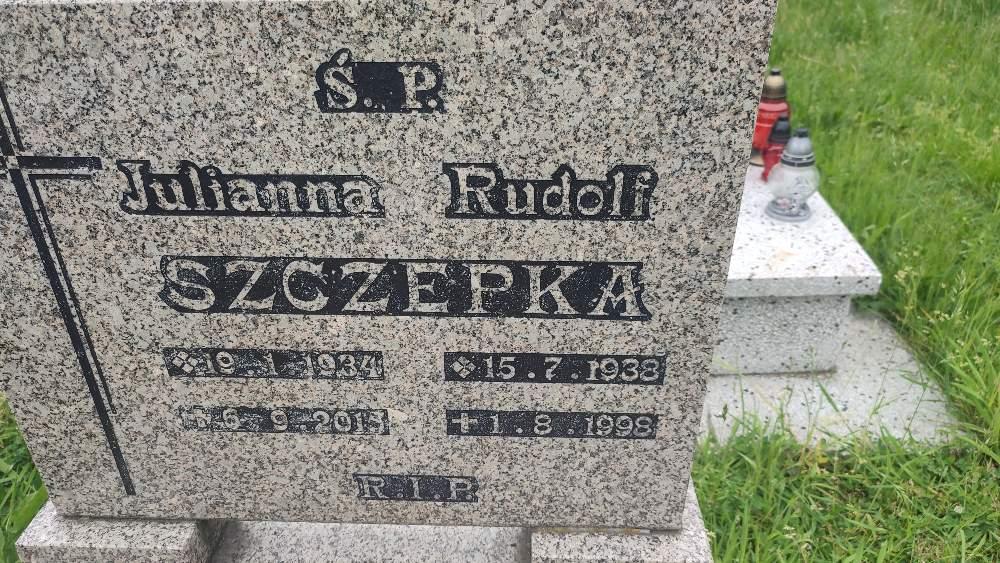 Ś. P.
Julianna Rudolf
SZCZEPKA
19.1.1934 15.7.1938
+6.9.2013 +1.8.1998
R.I.P.